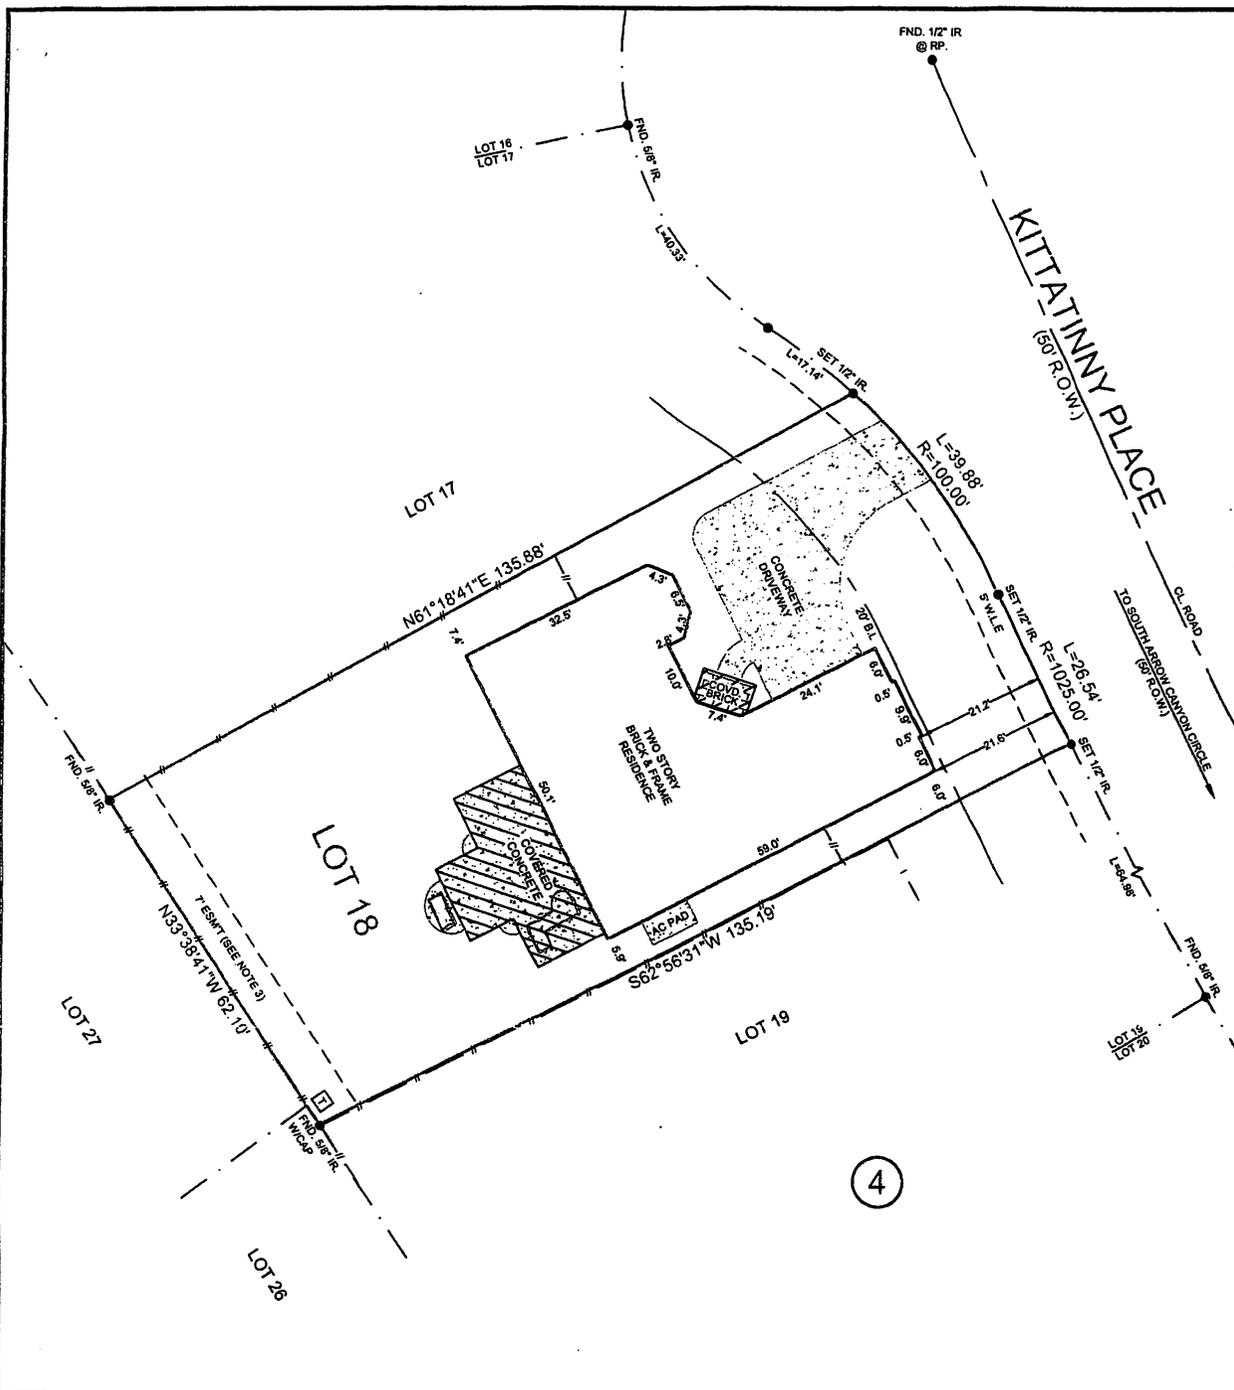 FND. 1/2" IR
@ RP.
FND. 5/8" IR.
LOT 16
LOT 17
L=40.33'
KITTATINNY PLACE
(50' R.O.W.)
SET 1/2" IR.
L=17.14'
L=39.88'
R=100.00'
LOT 17
N61°18'41"E 135.88'
CONCRETE
DRIVEWAY
4.3'
6.5'
4.3'
32.5'
7.4'
10.0'
COVD.
BRICK
7.4'
24.1'
20' B.L
5' W.L.E
SET 1/2" IR.
CL. ROAD
TO SOUTH ARROW CANYON CIRCLE
(50' R.O.W.)
L=26.54'
R=1025.00'
6.0'
0.5'
9.9'
0.5'
6.0'
21.2'
21.6'
SET 1/2" IR.
6.0'
TWO STORY
BRICK & FRAME
RESIDENCE
50.1'
59.0'
FND. 5/8" IR.
COVERED
CONCRETE
LOT 18
AC PAD
6.9'
S62°56'31"W 135.19'
L=64.98'
FND. 5/8" IR.
7' ESM'T (SEE NOTE 3)
N33°38'41"W 62.10'
LOT 27
LOT 19
LOT 19
LOT 20
T
FND. 5/8" IR.
W/CAP
4
LOT 26